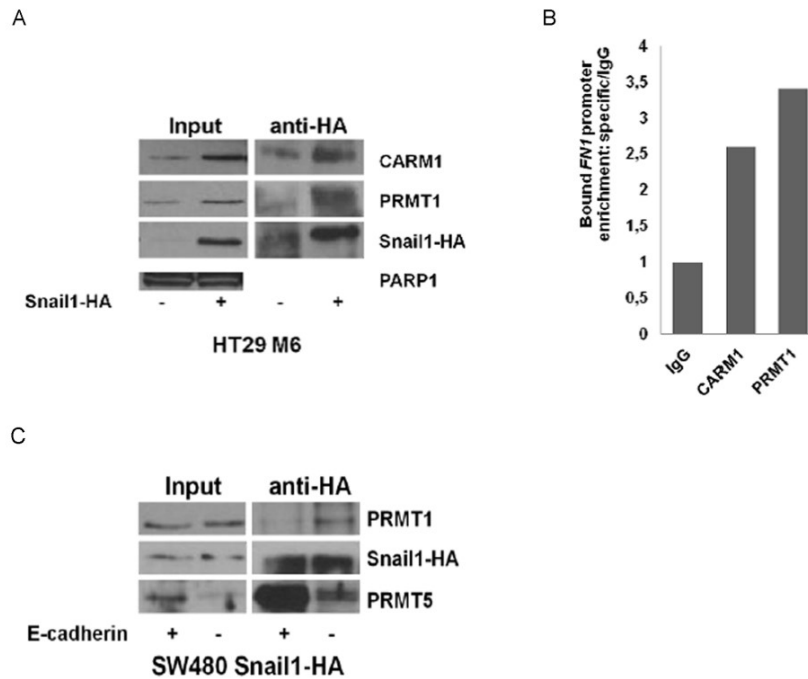 A
Input anti-HA
CARM1
PRMT1
Snail1-HA
PARP1
Snail1-HA - + - +
HT29 M6
B
Bound FN1 promoter
enrichment: specific/IgG
4
3,5
3
2,5
2
1,5
1
0,5
0
IgG
CARM1
PRMT1
C
Input anti-HA
PRMT1
Snail1-HA
PRMT5
E-cadherin + - + -
SW480 Snail1-HA